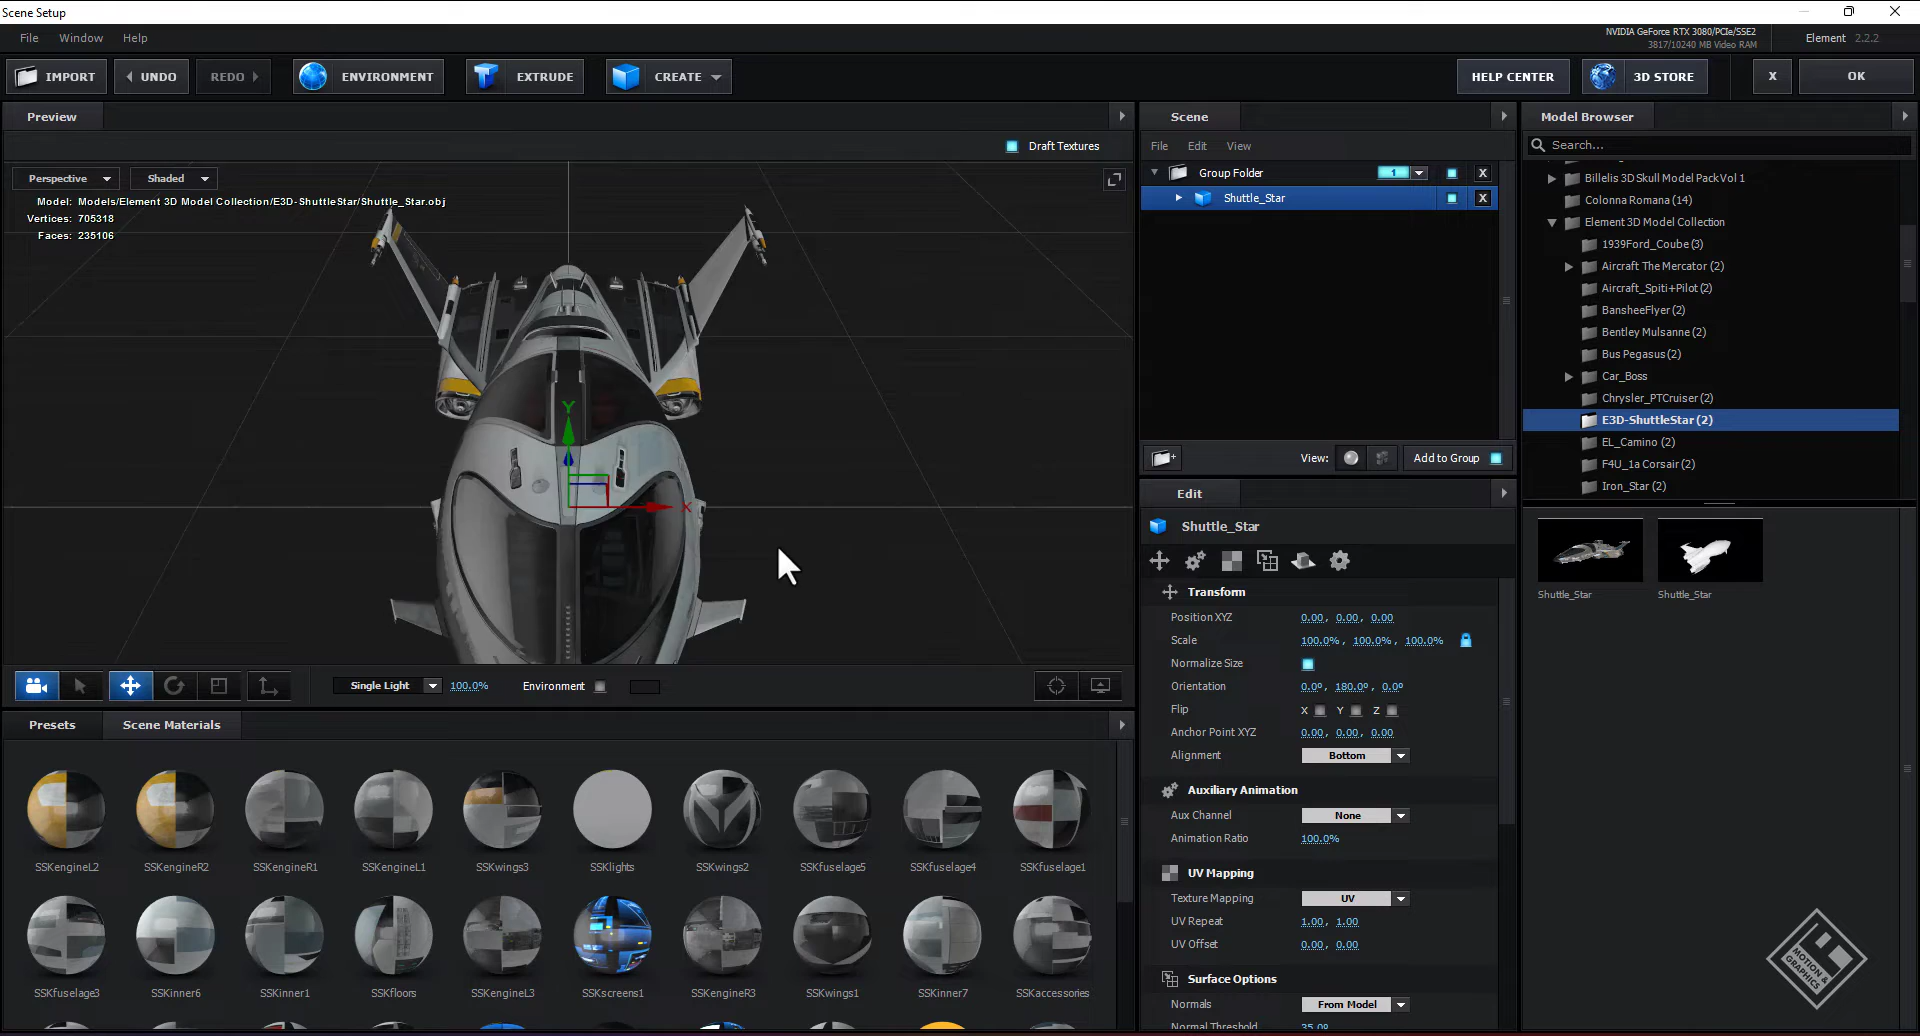 Scene Setup
File Window Help
NVIDIA GeForce RTX 3080/PCIe/SSE2
3817/10240 MB Video RAM
Element 2.2.2
IMPORT UNDO REDO ENVIRONMENT EXTRUDE CREATE HELP CENTER 3D STORE X OK
Preview
Draft Textures
Perspective Shaded
Model: Models/Element 3D Model Collection/E3D-ShuttleStar/Shuttle_Star.obj
Vertices: 705318
Faces: 235106
Y
X
Single Light 100.0% Environment
Presets Scene Materials
SSKengineL2 SSKengineR2 SSKengineR1 SSKengineL1 SSKwings3 SSKlights SSKwings2 SSKfuselage5 SSKfuselage4 SSKfuselage1
SSKfuselage3 SSKinner6 SSKinner1 SSKfloors SSKengineL3 SSKscreens1 SSKengineR3 SSKwings1 SSKinner7 SSKaccessories
Scene
File Edit View
Group Folder 1 X
Shuttle_Star X
View: Add to Group
Edit
Shuttle_Star
Transform
Position XYZ 0.00, 0.00, 0.00
Scale 100.0%, 100.0%, 100.0%
Normalize Size
Orientation 0.0º, 180.0º, 0.0º
Flip X Y Z
Anchor Point XYZ 0.00, 0.00, 0.00
Alignment Bottom
Auxiliary Animation
Aux Channel None
Animation Ratio 100.0%
UV Mapping
Texture Mapping UV
UV Repeat 1.00, 1.00
UV Offset 0.00, 0.00
Surface Options
Normals From Model
Normal Threshold 35.0º
Model Browser
Search...
Billelis 3D Skull Model Pack Vol 1
Colonna Romana (14)
Element 3D Model Collection
1939Ford_Coube (3)
Aircraft The Mercator (2)
Aircraft_Spiti+Pilot (2)
BansheeFlyer (2)
Bentley Mulsanne (2)
Bus Pegasus (2)
Car_Boss
Chrysler_PTCruiser (2)
E3D-ShuttleStar (2)
EL_Camino (2)
F4U_1a Corsair (2)
Iron_Star (2)
Shuttle_Star Shuttle_Star
MOTION & GRAPHICS